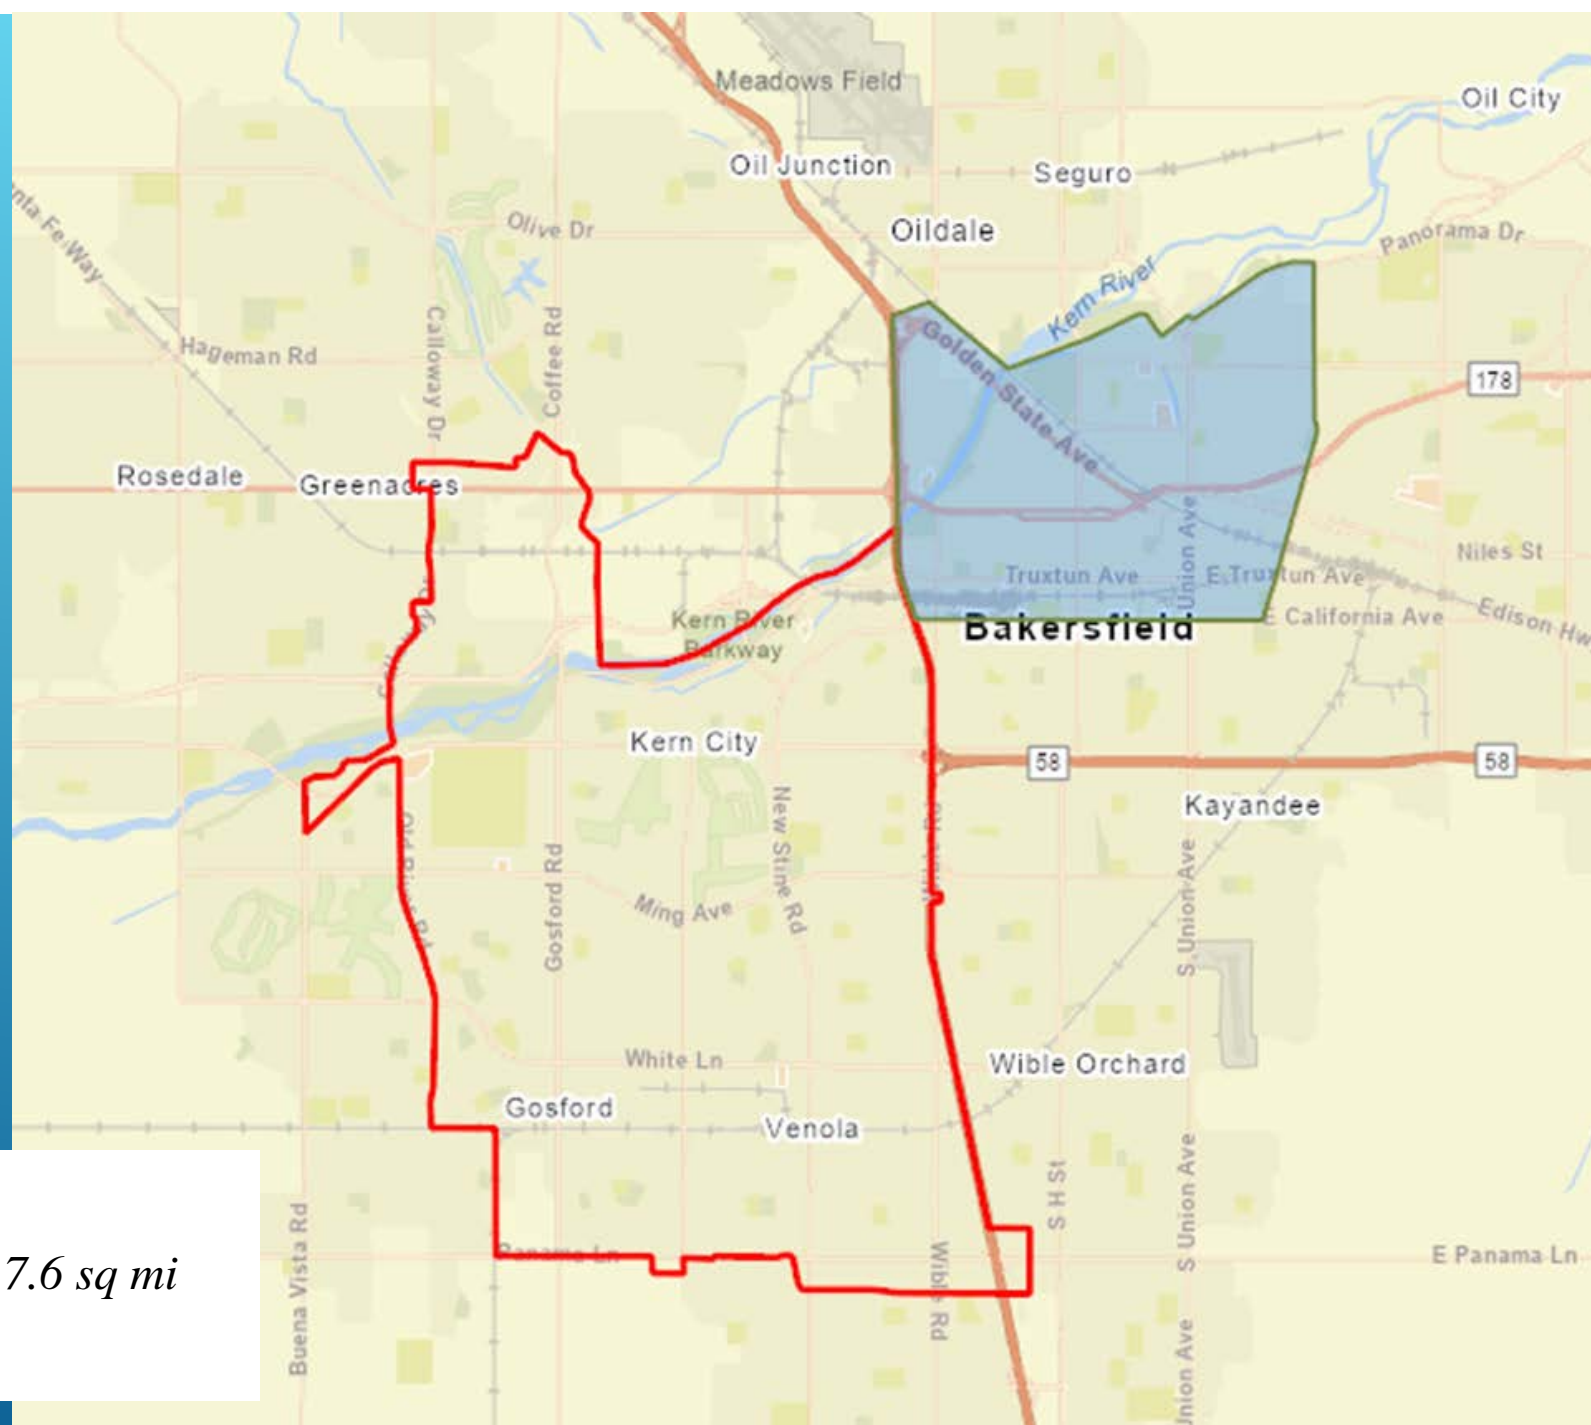 Meadows Field
Oil City
Oil Junction
Seguro
Oildale
Olive Dr
Panorama Dr
nta Fe Way
Kern River
Calloway Dr
Coffee Rd
Golden State Ave
Hageman Rd
178
Rosedale
Greenacres
Union Ave
Niles St
Truxtun Ave
E Truxtun Ave
Kern River
Parkway
Bakersfield
E California Ave
Edison Hw
Kern City
58
58
Kayandee
New Stine Rd
Gosford Rd
Ming Ave
S Union Ave
White Ln
Wible Orchard
Gosford
Venola
S H St
S Union Ave
Buena Vista Rd
Panama Ln
Wible Rd
E Panama Ln
7.6 sq mi
Union Ave